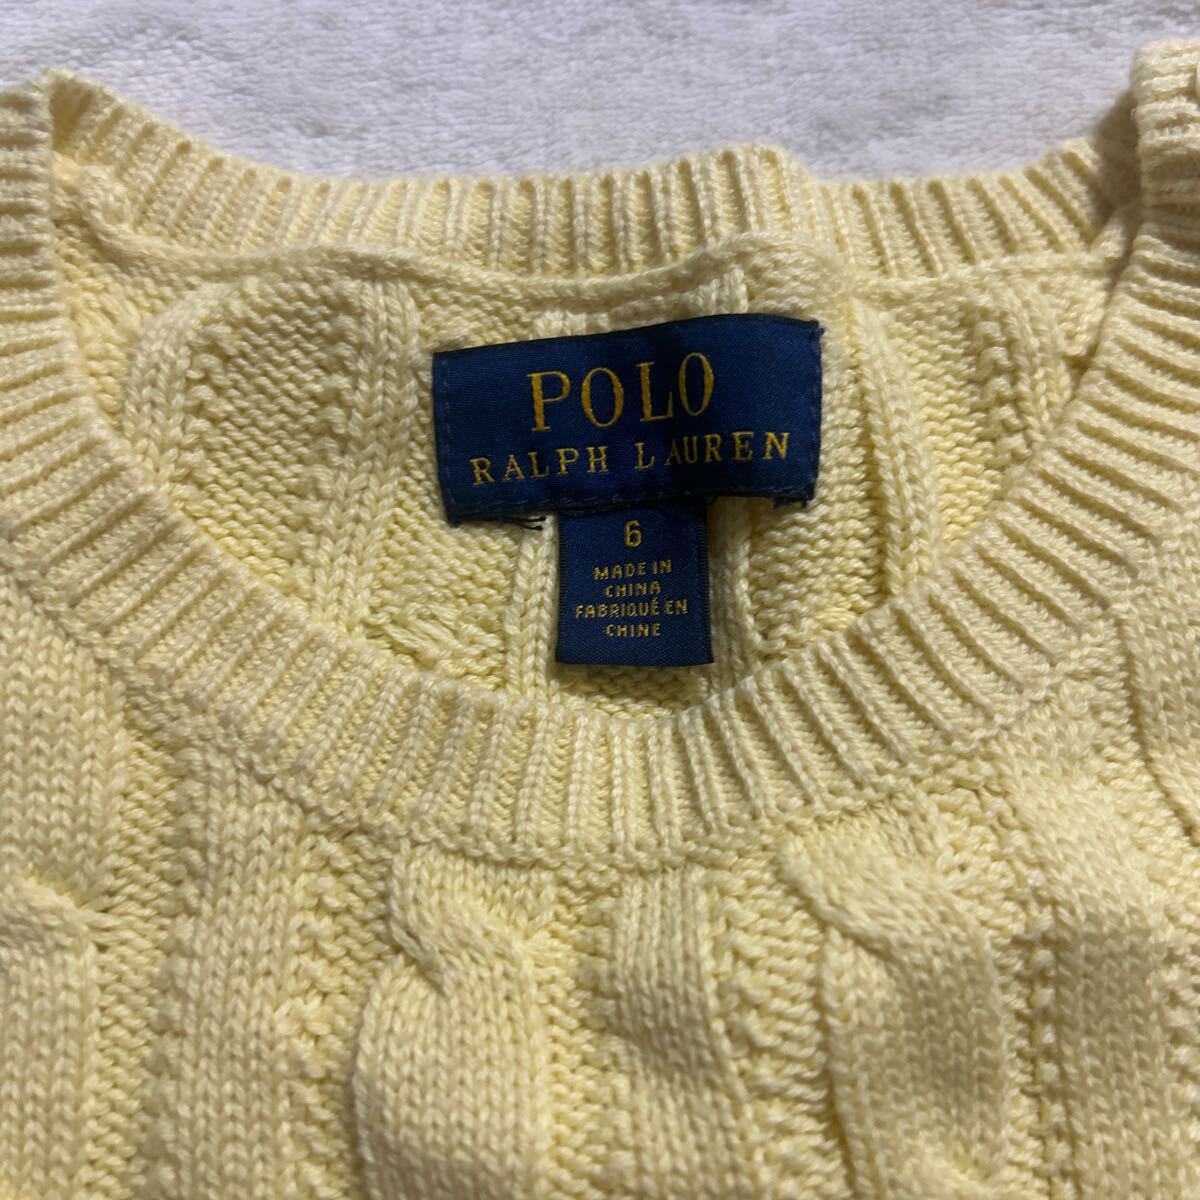 POLO
RALPH LAUREN
6
MADE IN
CHINA
FABRIQUÉ EN
CHINE